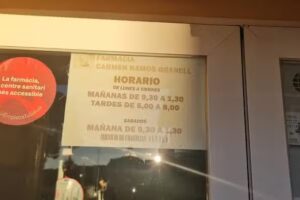 La farmàcia,
centre sanitari
més accessible
FARMACIA
CARMEN RAMOS GRANELL
HORARIO
DE LUNES A VIERNES
MAÑANAS DE 9,30 A 1,30
TARDES DE 5,00 A 8,00
SABADOS
MAÑANA DE 9,30 A 1,30